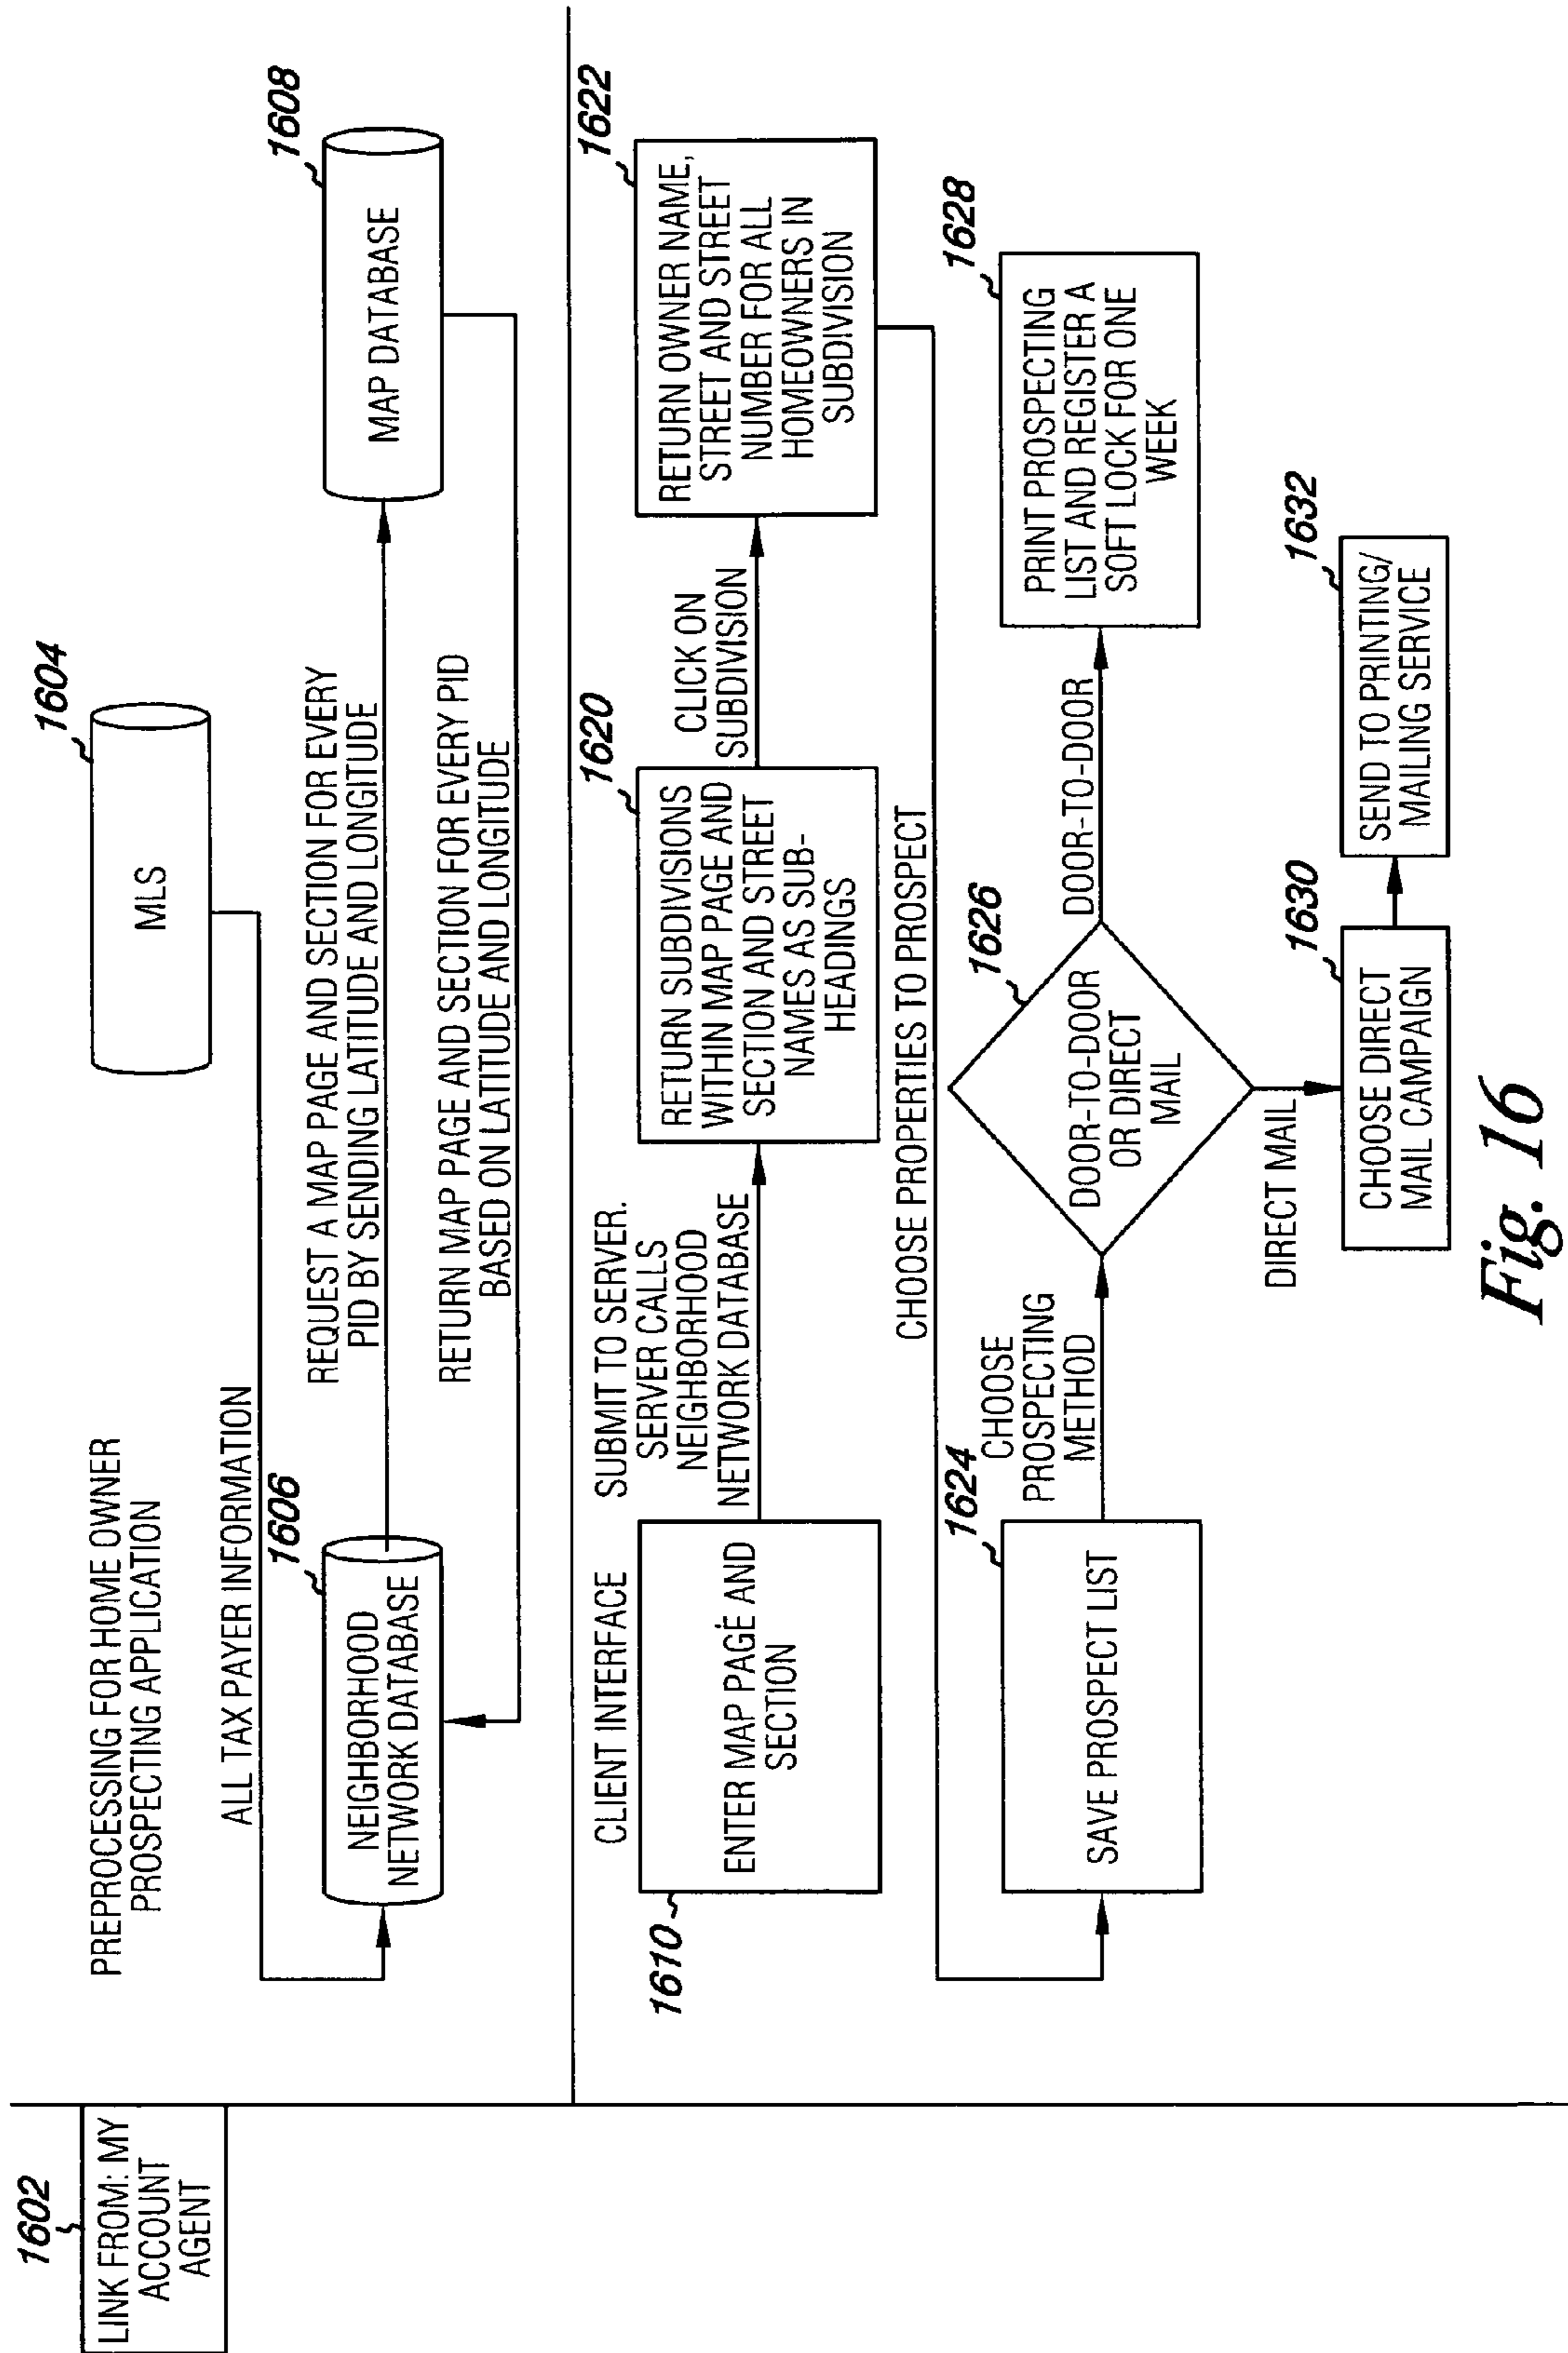 1602
LINK FROM: MY
ACCOUNT
AGENT
PREPROCESSING FOR HOME OWNER
PROSPECTING APPLICATION
1604
MLS
ALL TAX PAYER INFORMATION
1606
NEIGHBORHOOD
NETWORK DATABASE
REQUEST A MAP PAGE AND SECTION FOR EVERY
PID BY SENDING LATITUDE AND LONGITUDE
1608
MAP DATABASE
RETURN MAP PAGE AND SECTION FOR EVERY PID
BASED ON LATITUDE AND LONGITUDE
CLIENT INTERFACE
1610
ENTER MAP PAGE AND
SECTION
SUBMIT TO SERVER.
SERVER CALLS
NEIGHBORHOOD
NETWORK DATABASE
1620
RETURN SUBDIVISIONS
WITHIN MAP PAGE AND
SECTION AND STREET
NAMES AS SUB-
HEADINGS
CLICK ON
SUBDIVISION
1622
RETURN OWNER NAME,
STREET AND STREET
NUMBER FOR ALL
HOMEOWNERS IN
SUBDIVISION
CHOOSE PROPERTIES TO PROSPECT
1624
SAVE PROSPECT LIST
CHOOSE
PROSPECTING
METHOD
1626
DOOR-TO-DOOR
OR DIRECT
MAIL
DOOR-TO-DOOR
1628
PRINT PROSPECTING
LIST AND REGISTER A
SOFT LOCK FOR ONE
WEEK
DIRECT MAIL
1630
CHOOSE DIRECT
MAIL CAMPAIGN
1632
SEND TO PRINTING/
MAILING SERVICE
Fig. 16